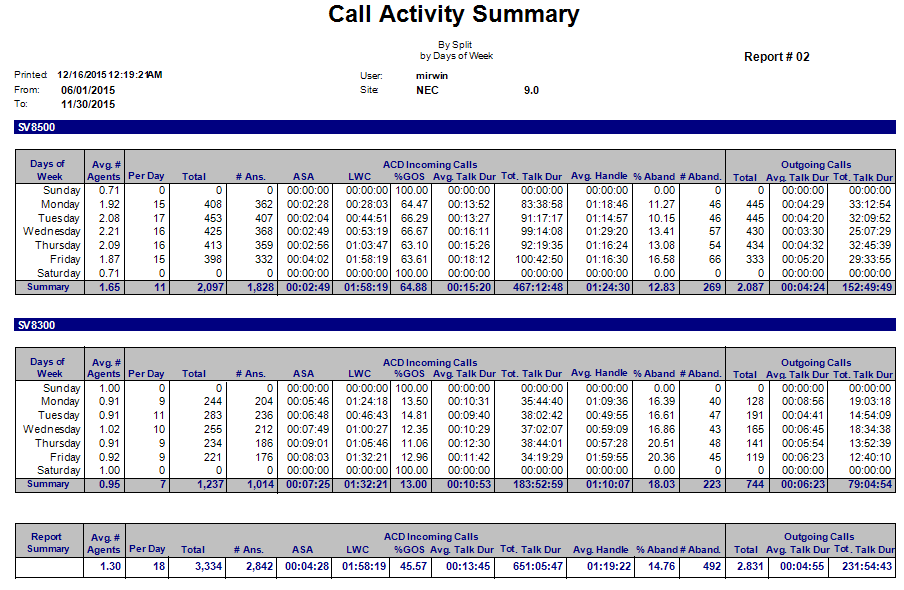 Call Activity Summary
By Split
by Days of Week
Report # 02
Printed: 12/16/2015 12:19:21AM User: mirwin
From: 06/01/2015 Site: NEC 9.0
To: 11/30/2015
SV8500
Days of Avg. # ACD Incoming Calls Outgoing Calls
Week Agents Per Day Total # Ans. ASA LWC %GOS Avg. Talk Dur Tot. Talk Dur Avg. Handle % Aband # Aband. Total Avg. Talk Dur Tot. Talk Dur
Sunday 0.71 0 0 0 00:00:00 00:00:00 100.00 00:00:00 00:00:00 00:00:00 0.00 0 0 00:00:00 00:00:00
Monday 1.92 15 408 362 00:02:28 00:28:03 64.47 00:13:52 83:38:58 01:18:46 11.27 46 445 00:04:29 33:12:54
Tuesday 2.08 17 453 407 00:02:04 00:44:51 66.29 00:13:27 91:17:17 01:14:57 10.15 46 445 00:04:20 32:09:52
Wednesday 2.21 16 425 368 00:02:49 00:53:19 66.67 00:16:11 99:14:08 01:29:20 13.41 57 430 00:03:30 25:07:29
Thursday 2.09 16 413 359 00:02:56 01:03:47 63.10 00:15:26 92:19:35 01:16:24 13.08 54 434 00:04:32 32:45:39
Friday 1.87 15 398 332 00:04:02 01:58:19 63.61 00:18:12 100:42:50 01:16:30 16.58 66 333 00:05:20 29:33:55
Saturday 0.71 0 0 0 00:00:00 00:00:00 100.00 00:00:00 00:00:00 00:00:00 0.00 0 0 00:00:00 00:00:00
Summary 1.65 11 2,097 1,828 00:02:49 01:58:19 64.88 00:15:20 467:12:48 01:24:30 12.83 269 2.087 00:04:24 152:49:49
SV8300
Days of Avg. # ACD Incoming Calls Outgoing Calls
Week Agents Per Day Total # Ans. ASA LWC %GOS Avg. Talk Dur Tot. Talk Dur Avg. Handle % Aband # Aband. Total Avg. Talk Dur Tot. Talk Dur
Sunday 1.00 0 0 0 00:00:00 00:00:00 100.00 00:00:00 00:00:00 00:00:00 0.00 0 0 00:00:00 00:00:00
Monday 0.91 9 244 204 00:05:46 01:24:18 13.50 00:10:31 35:44:40 01:09:36 16.39 40 128 00:08:56 19:03:18
Tuesday 0.91 11 283 236 00:06:48 00:46:43 14.81 00:09:40 38:02:42 00:49:55 16.61 47 191 00:04:41 14:54:09
Wednesday 1.02 10 255 212 00:07:49 01:00:27 12.35 00:10:29 37:02:07 00:59:09 16.86 43 165 00:06:45 18:34:38
Thursday 0.91 9 234 186 00:09:01 01:05:46 11.06 00:12:30 38:44:01 00:57:28 20.51 48 141 00:05:54 13:52:39
Friday 0.92 9 221 176 00:08:03 01:32:21 12.96 00:11:42 34:19:29 01:59:55 20.36 45 119 00:06:23 12:40:10
Saturday 1.00 0 0 0 00:00:00 00:00:00 100.00 00:00:00 00:00:00 00:00:00 0.00 0 0 00:00:00 00:00:00
Summary 0.95 7 1,237 1,014 00:07:25 01:32:21 13.00 00:10:53 183:52:59 01:10:07 18.03 223 744 00:06:23 79:04:54
Report Avg. # ACD Incoming Calls Outgoing Calls
Summary Agents Per Day Total # Ans. ASA LWC %GOS Avg. Talk Dur Tot. Talk Dur Avg. Handle % Aband # Aband. Total Avg. Talk Dur Tot. Talk Dur
1.30 18 3,334 2,842 00:04:28 01:58:19 45.57 00:13:45 651:05:47 01:19:22 14.76 492 2.831 00:04:55 231:54:43